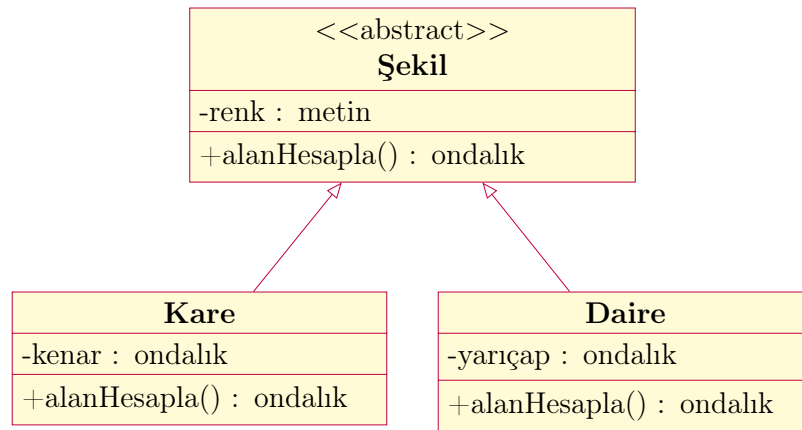 <<abstract>>
Şekil
-renk : metin
+alanHesapla() : ondalık
Kare
-kenar : ondalık
+alanHesapla() : ondalık
Daire
-yarıçap : ondalık
+alanHesapla() : ondalık